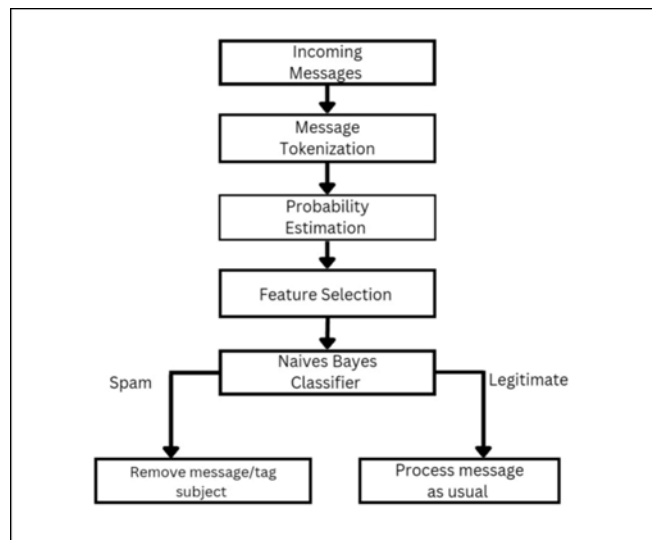 Incoming
Messages
Message
Tokenization
Probability
Estimation
Feature Selection
Naives Bayes
Classifier
Spam
Legitimate
Remove message/tag
subject
Process message
as usual